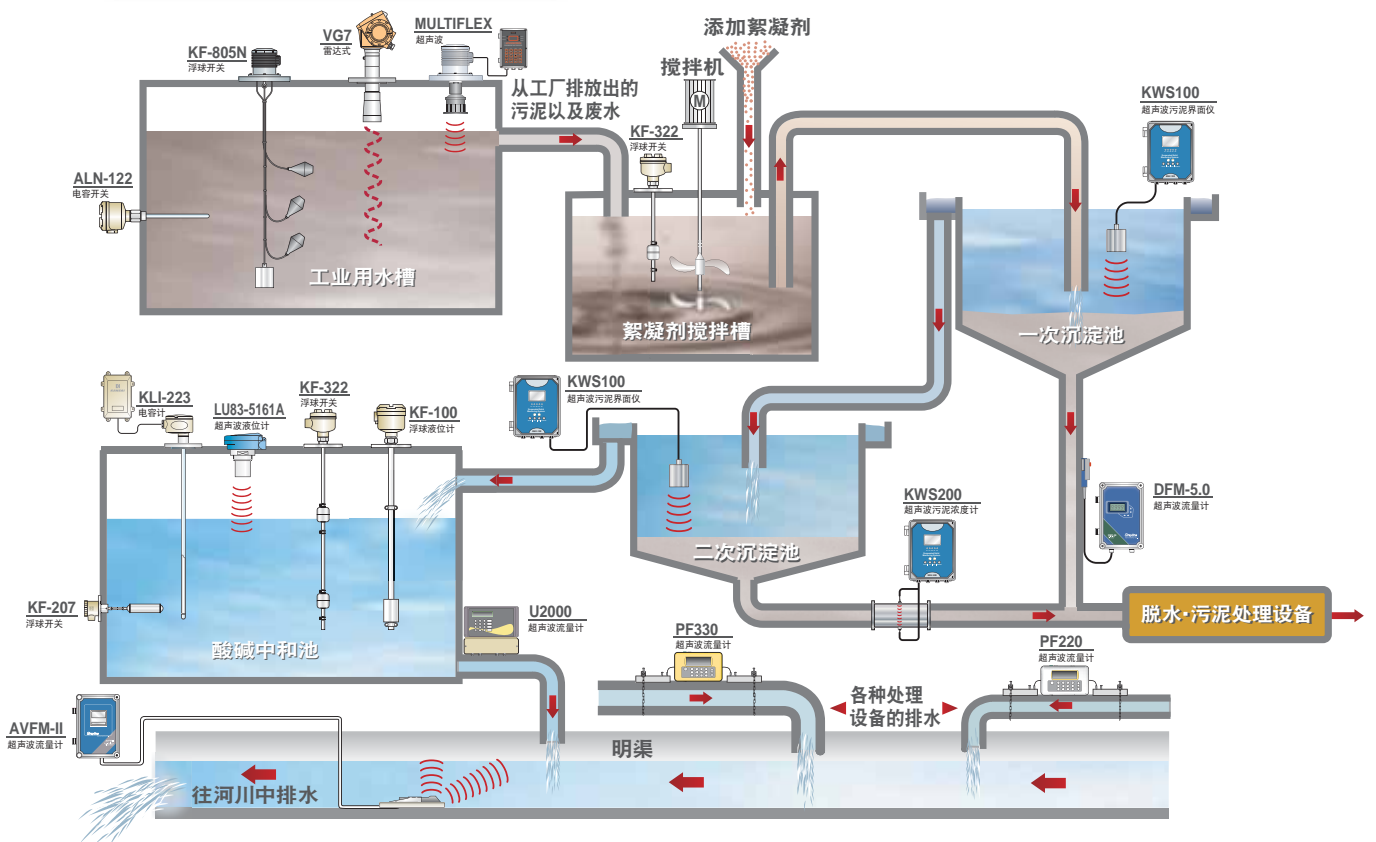 KF-805N
浮球开关
VG7
雷达式
MULTIFLEX
超声波
添加絮凝剂
搅拌机
M
从工厂排放出的
污泥以及废水
KF-322
浮球开关
KWS100
超声波污泥界面仪
ALN-122
电容开关
工业用水槽
絮凝剂搅拌槽
一次沉淀池
KLI-223
电容计
LU83-5161A
超声波液位计
KF-322
浮球开关
KF-100
浮球液位计
KWS100
超声波污泥界面仪
二次沉淀池
KWS200
超声波污泥浓度计
DFM-5.0
超声波流量计
KF-207
浮球开关
酸碱中和池
U2000
超声波流量计
脱水·污泥处理设备
PF330
超声波流量计
PF220
超声波流量计
各种处理
设备的排水
AVFM-II
超声波流量计
明渠
往河川中排水